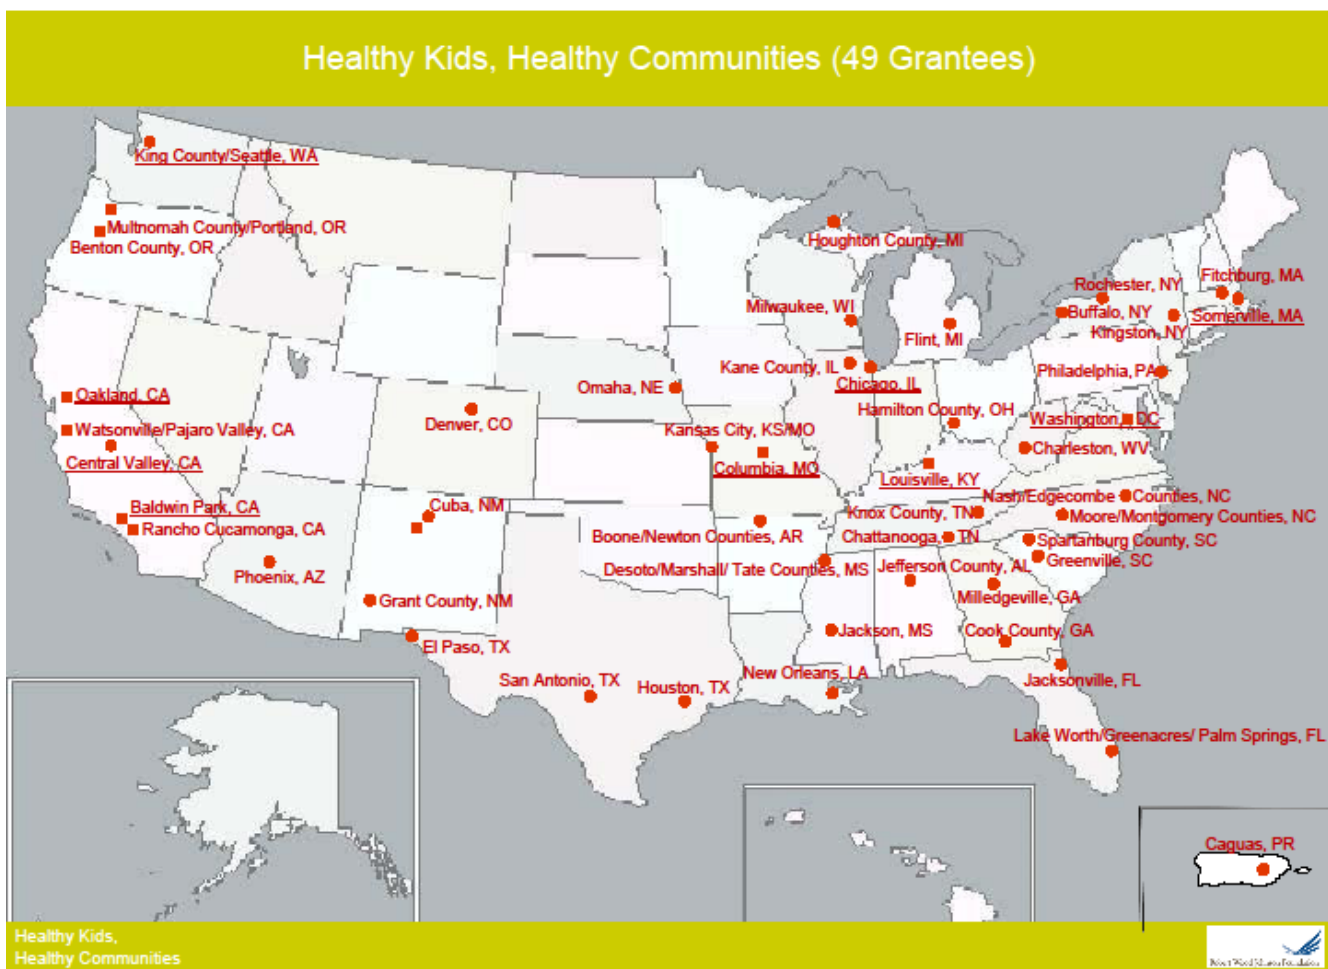 Healthy Kids, Healthy Communities (49 Grantees)
King County/Seattle, WA
Multnomah County/Portland, OR
Benton County, OR
Houghton County, MI
Fitchburg, MA
Rochester, NY
Milwaukee, WI
Buffalo, NY
Somerville, MA
Flint, MI
Kingston, NY
Kane County, IL
Philadelphia, PA
Chicago, IL
Omaha, NE
Oakland, CA
Hamilton County, OH
Washington, DC
Denver, CO
Watsonville/Pajaro Valley, CA
Kansas City, KS/MO
Charleston, WV
Central Valley, CA
Columbia, MO
Louisville, KY
Nash/Edgecombe Counties, NC
Baldwin Park, CA
Cuba, NM
Knox County, TN
Moore/Montgomery Counties, NC
Rancho Cucamonga, CA
Boone/Newton Counties, AR
Chattanooga, TN
Spartanburg County, SC
Greenville, SC
Desoto/Marshall/ Tate Counties, MS
Jefferson County, AL
Phoenix, AZ
Milledgeville, GA
Grant County, NM
Jackson, MS
Cook County, GA
El Paso, TX
New Orleans, LA
San Antonio, TX
Houston, TX
Jacksonville, FL
Lake Worth/Greenacres/ Palm Springs, FL
Caguas, PR
Healthy Kids,
Healthy Communities
Robert Wood Johnson Foundation